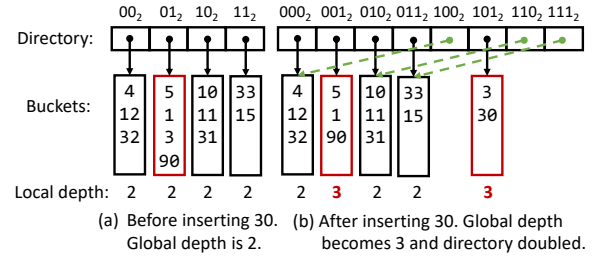 00₂ 01₂ 10₂ 11₂ 000₂ 001₂ 010₂ 011₂ 100₂ 101₂ 110₂ 111₂
Directory:
Buckets:
4 5 10 33 4 5 10 33 3
12 1 11 15 12 1 11 15 30
32 3 31 32 90 31
90
Local depth: 2 2 2 2 2 3 2 2 3
(a) Before inserting 30. (b) After inserting 30. Global depth
Global depth is 2. becomes 3 and directory doubled.